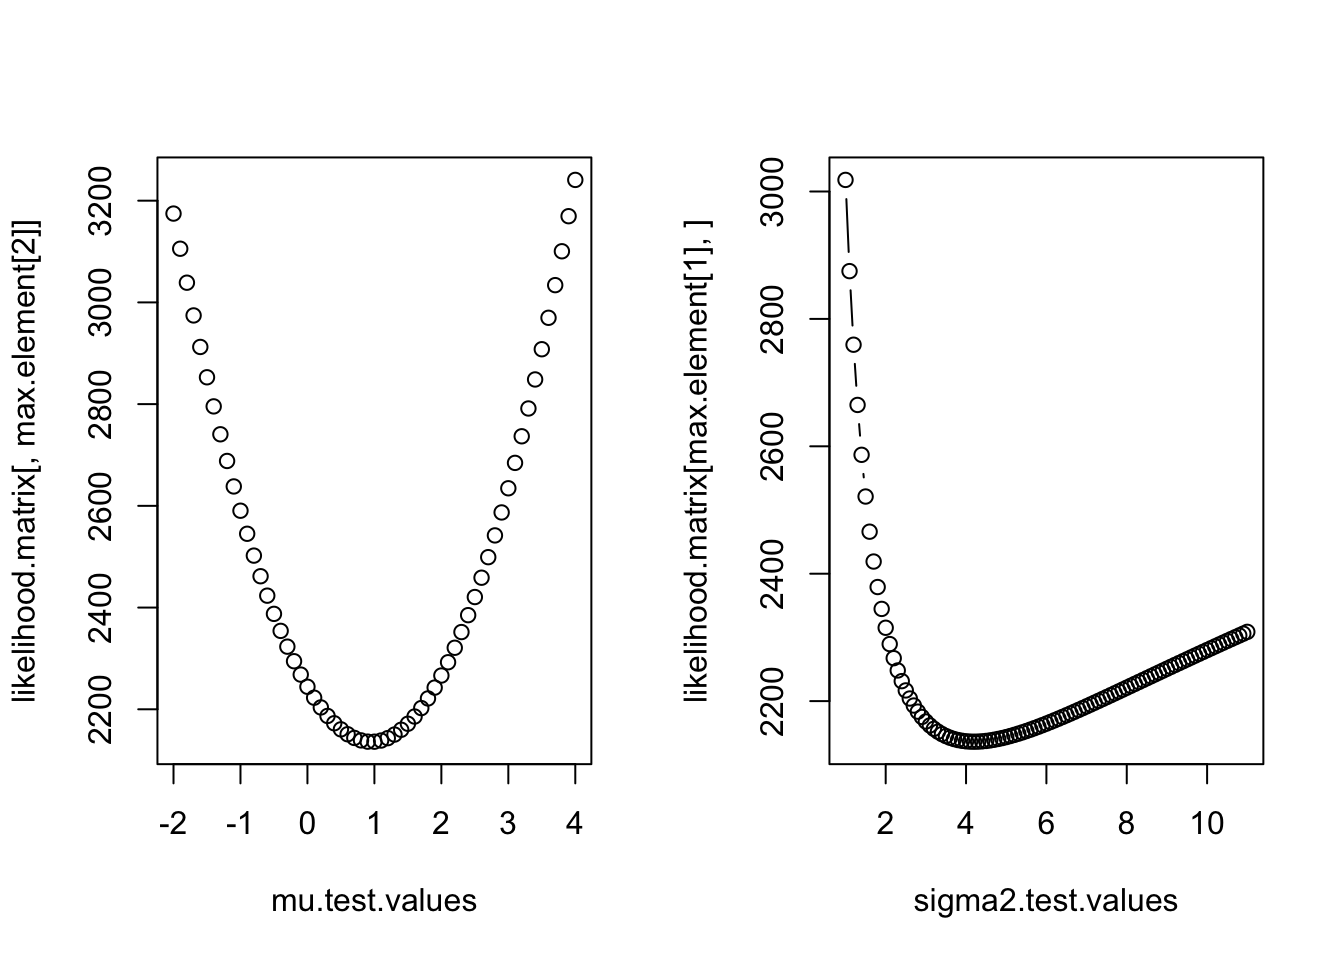 likelihood.matrix[, max.element[2]]
3200
3000
2800
2600
2400
2200
-2 -1 0 1 2 3 4
mu.test.values
likelihood.matrix[max.element[1], ]
3000
2800
2600
2400
2200
2 4 6 8 10
sigma2.test.values